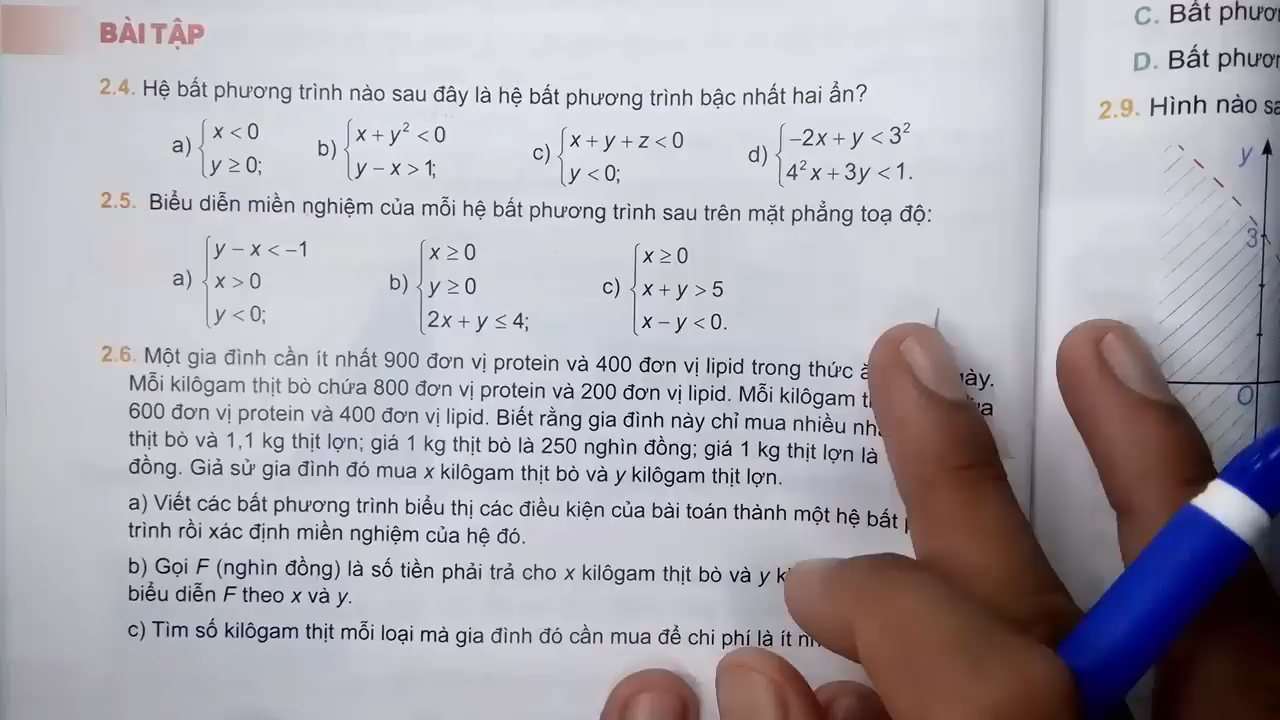 BÀI TẬP
2.4. Hệ bất phương trình nào sau đây là hệ bất phương trình bậc nhất hai ẩn?
a) { x < 0
y ≥ 0;
b) { x + y² < 0
y − x > 1;
c) { x + y + z < 0
y < 0;
d) { −2x + y < 3²
4²x + 3y < 1.
2.5. Biểu diễn miền nghiệm của mỗi hệ bất phương trình sau trên mặt phẳng toạ độ:
a) { y − x < −1
x > 0
y < 0;
b) { x ≥ 0
y ≥ 0
2x + y ≤ 4;
c) { x ≥ 0
x + y > 5
x − y < 0.
2.6. Một gia đình cần ít nhất 900 đơn vị protein và 400 đơn vị lipid trong thức
Mỗi kilôgam thịt bò chứa 800 đơn vị protein và 200 đơn vị lipid. Mỗi kilôgam
600 đơn vị protein và 400 đơn vị lipid. Biết rằng gia đình này chỉ mua nhiều
thịt bò và 1,1 kg thịt lợn; giá 1 kg thịt bò là 250 nghìn đồng; giá 1 kg thịt lợn là
đồng. Giả sử gia đình đó mua x kilôgam thịt bò và y kilôgam thịt lợn.
a) Viết các bất phương trình biểu thị các điều kiện của bài toán thành một hệ bất
trình rồi xác định miền nghiệm của hệ đó.
b) Gọi F (nghìn đồng) là số tiền phải trả cho x kilôgam thịt bò và y
biểu diễn F theo x và y.
c) Tìm số kilôgam thịt mỗi loại mà gia đình đó cần mua để chi phí là ít
C. Bất
D. Bất
2.9. Hình nào
y
3
O